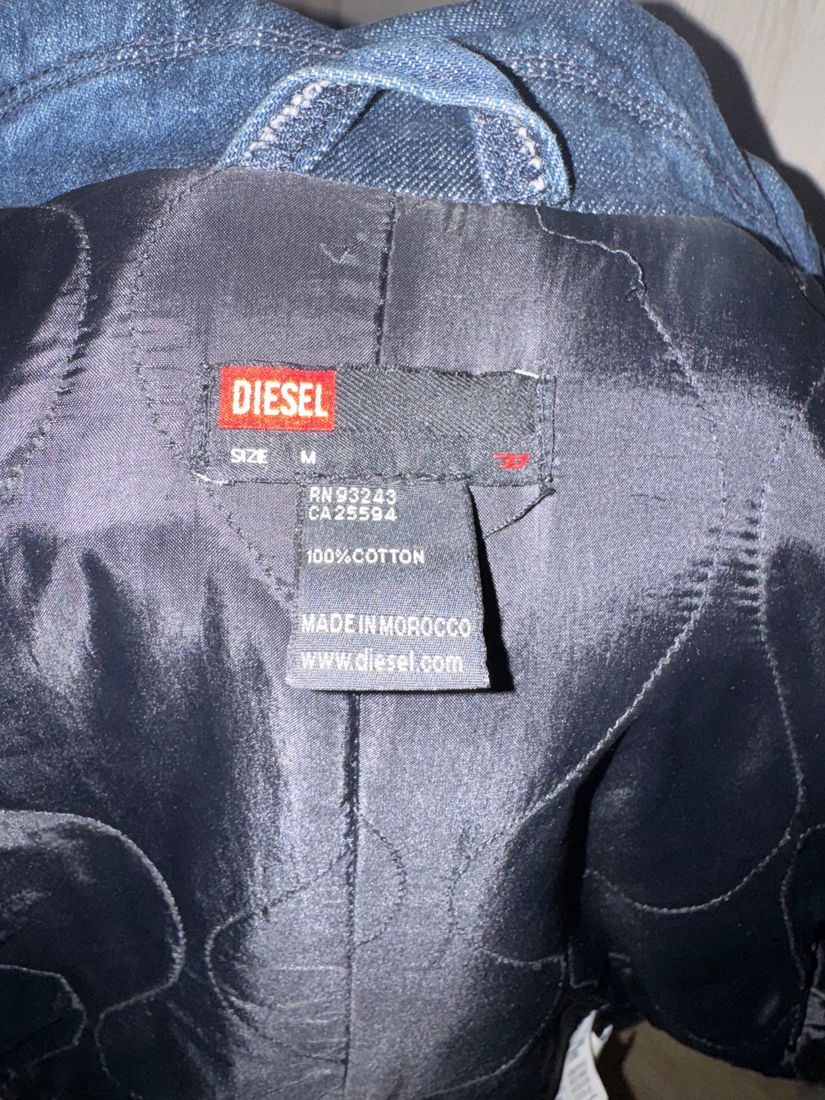 DIESEL
SIZE M
RN 93243
CA 25594
100% COTTON
MADE IN MOROCCO
www.diesel.com